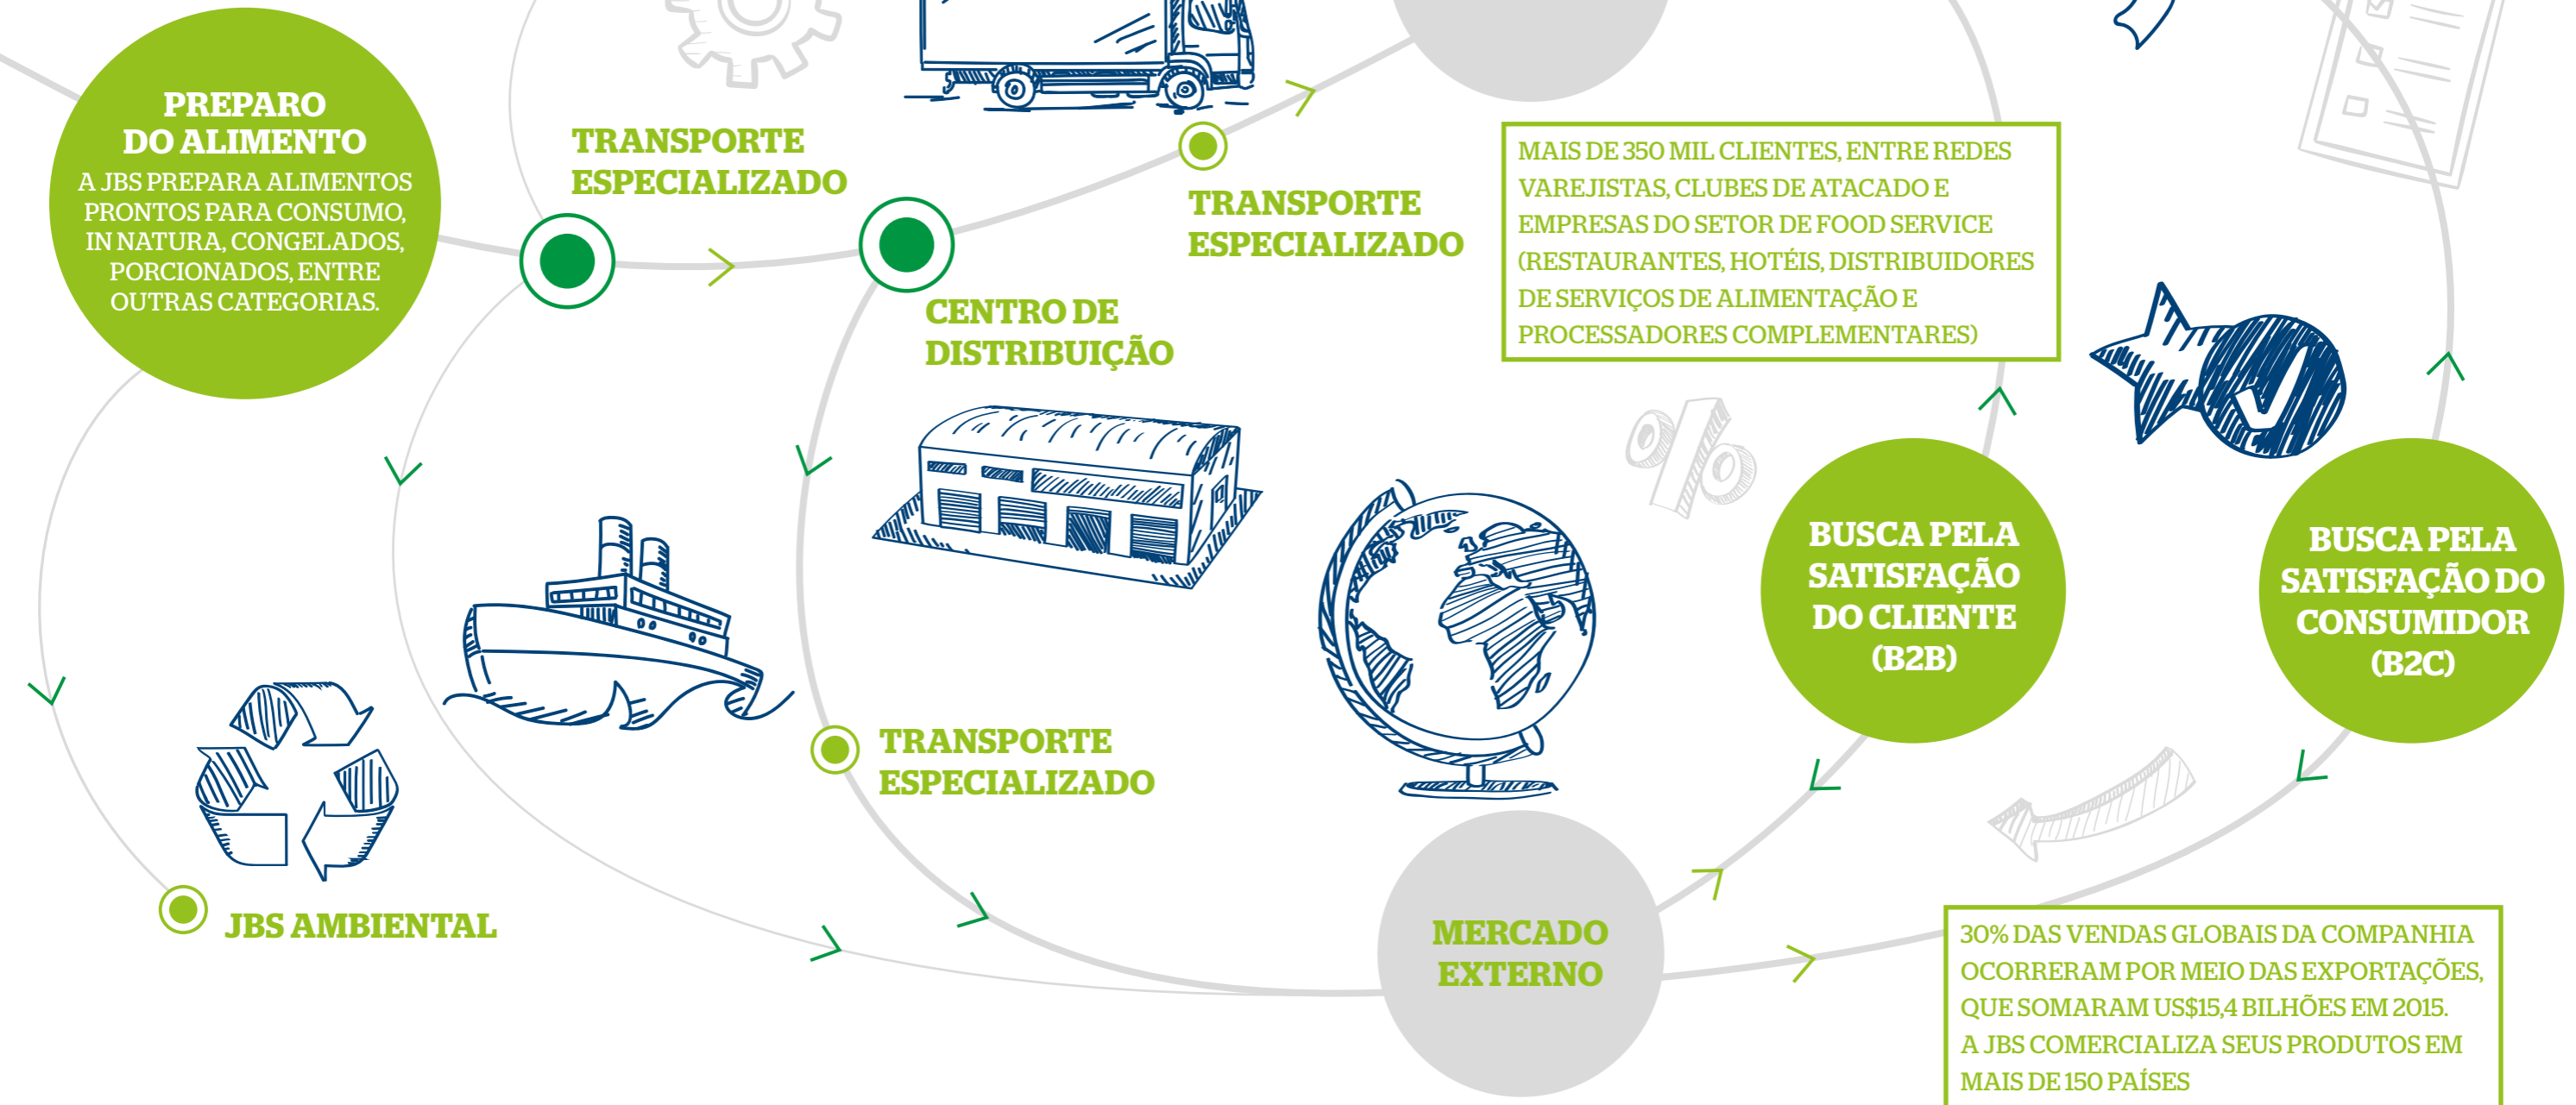 PREPARO
DO ALIMENTO
A JBS PREPARA ALIMENTOS
PRONTOS PARA CONSUMO,
IN NATURA, CONGELADOS,
PORCIONADOS, ENTRE
OUTRAS CATEGORIAS.
TRANSPORTE
ESPECIALIZADO
CENTRO DE
DISTRIBUIÇÃO
TRANSPORTE
ESPECIALIZADO
MAIS DE 350 MIL CLIENTES, ENTRE REDES
VAREJISTAS, CLUBES DE ATACADO E
EMPRESAS DO SETOR DE FOOD SERVICE
(RESTAURANTES, HOTÉIS, DISTRIBUIDORES
DE SERVIÇOS DE ALIMENTAÇÃO E
PROCESSADORES COMPLEMENTARES)
%
BUSCA PELA
SATISFAÇÃO
DO CLIENTE
(B2B)
BUSCA PELA
SATISFAÇÃO DO
CONSUMIDOR
(B2C)
TRANSPORTE
ESPECIALIZADO
JBS AMBIENTAL
MERCADO
EXTERNO
30% DAS VENDAS GLOBAIS DA COMPANHIA
OCORRERAM POR MEIO DAS EXPORTAÇÕES,
QUE SOMARAM US$15,4 BILHÕES EM 2015.
A JBS COMERCIALIZA SEUS PRODUTOS EM
MAIS DE 150 PAÍSES